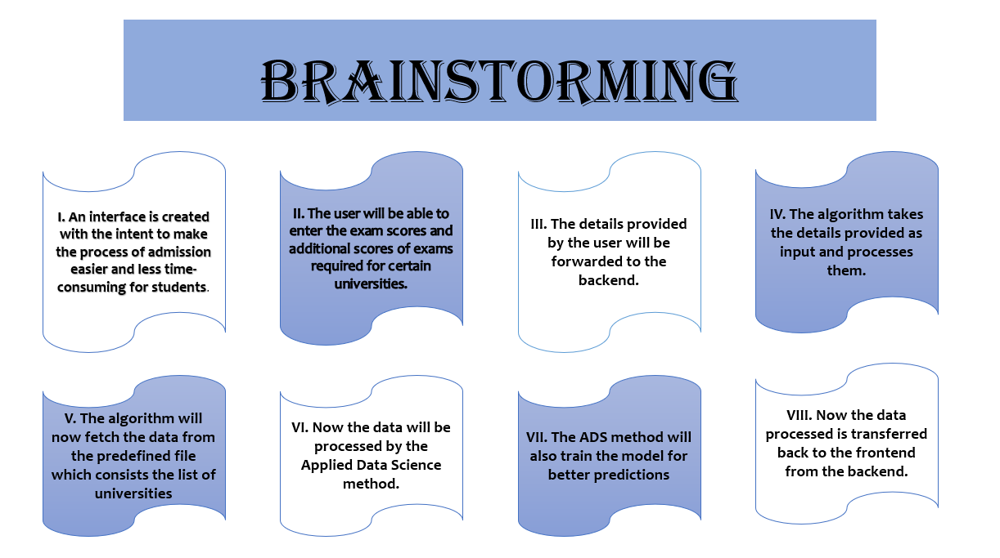 BRAINSTORMING
I. An interface is created
with the intent to make
the process of admission
easier and less time-
consuming for students.
II. The user will be able to
enter the exam scores and
additional scores of exams
required for certain
universities.
III. The details provided
by the user will be
forwarded to the
backend.
IV. The algorithm takes
the details provided as
input and processes
them.
V. The algorithm will
now fetch the data from
the predefined file
which consists the list of
universities
VI. Now the data will be
processed by the
Applied Data Science
method.
VII. The ADS method will
also train the model for
better predictions
VIII. Now the data
processed is transferred
back to the frontend
from the backend.